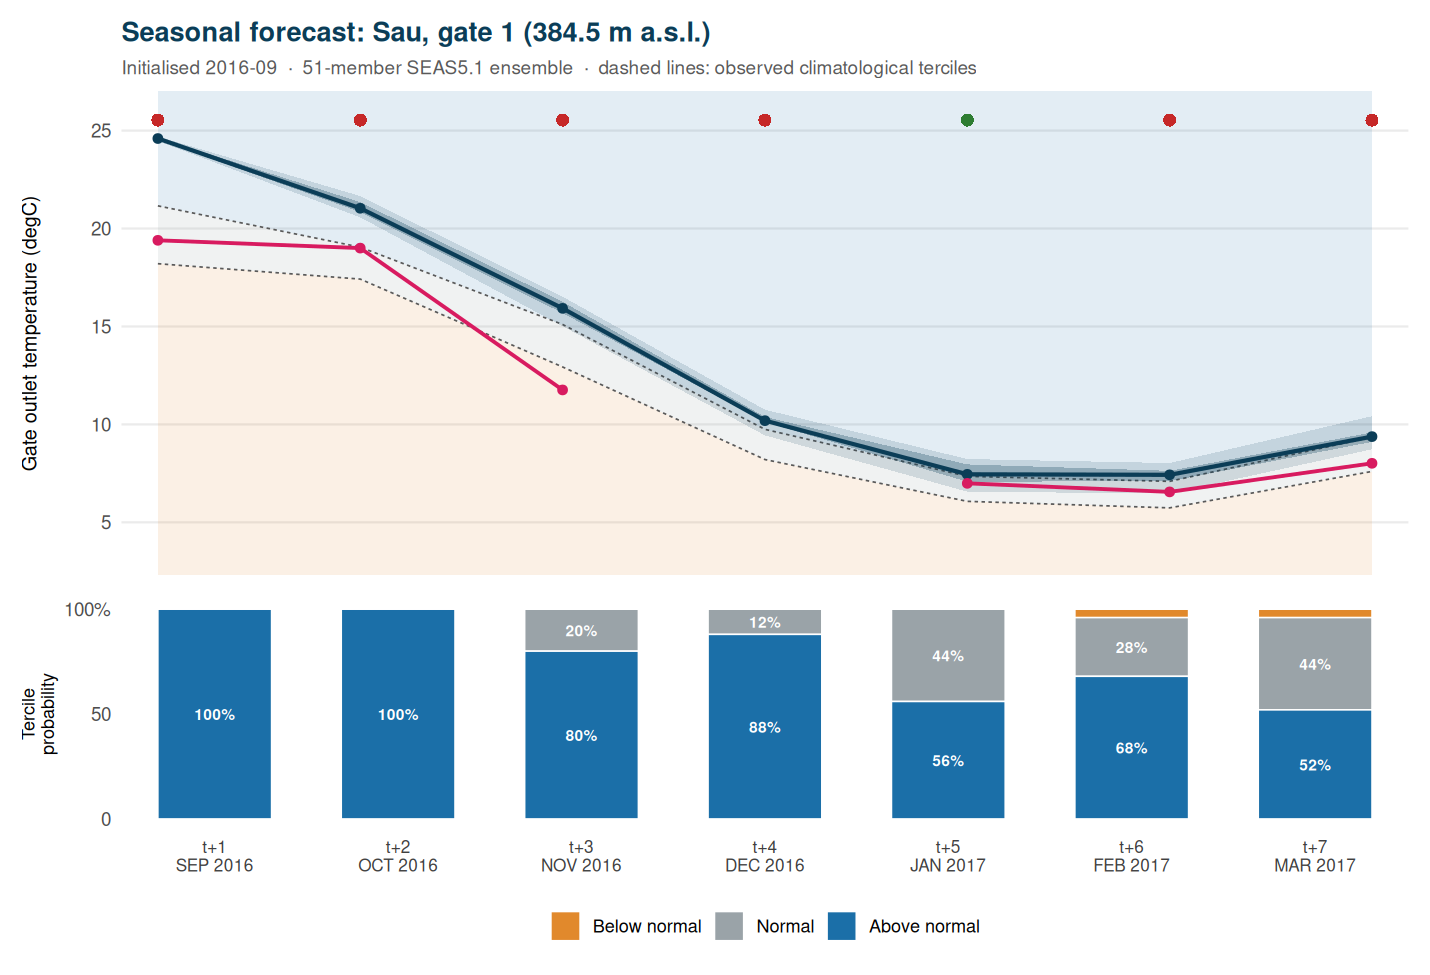 Seasonal forecast: Sau, gate 1 (384.5 m a.s.l.)
Initialised 2016-09 · 51-member SEAS5.1 ensemble · dashed lines: observed climatological terciles
Gate outlet temperature (degC)
25
20
15
10
5
Tercile
probability
100%
50
0
100%
100%
20%
80%
12%
88%
44%
56%
28%
68%
44%
52%
t+1
SEP 2016
t+2
OCT 2016
t+3
NOV 2016
t+4
DEC 2016
t+5
JAN 2017
t+6
FEB 2017
t+7
MAR 2017
Below normal
Normal
Above normal